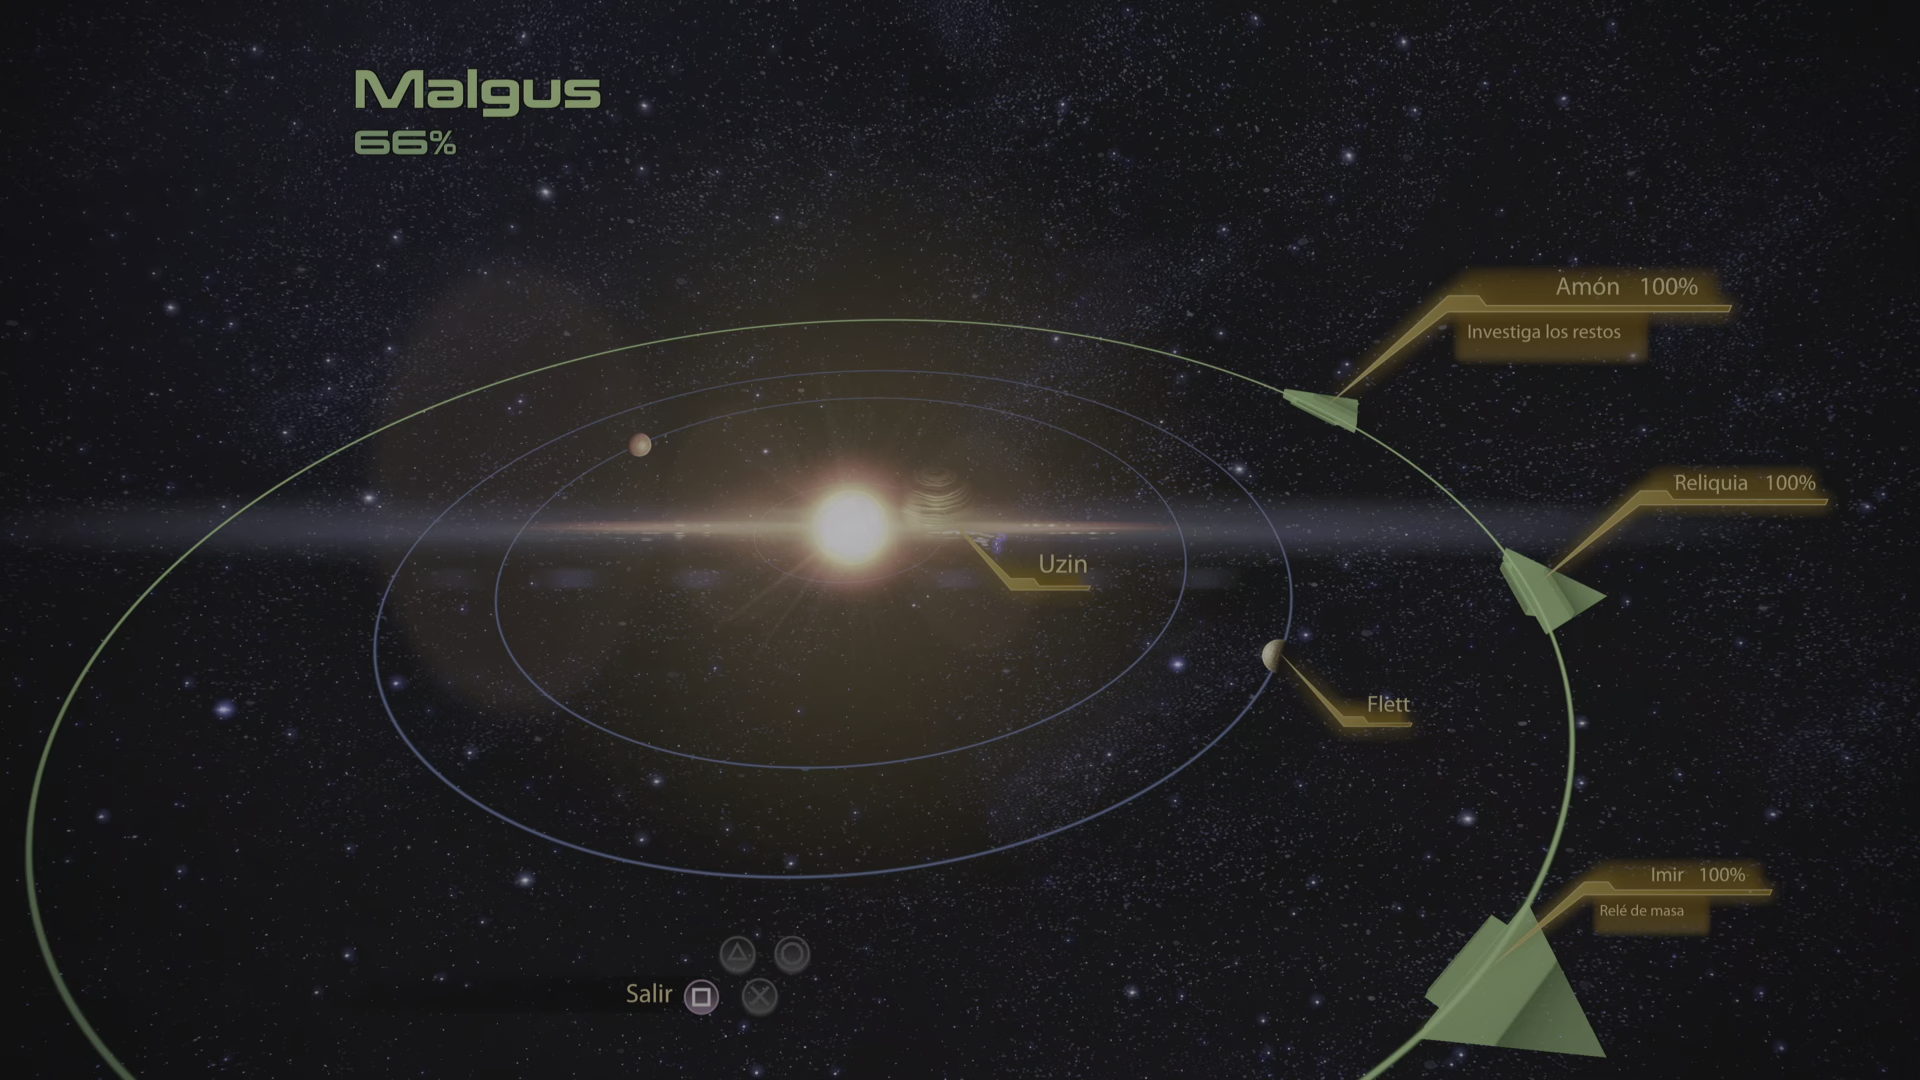 Malgus
66%
Amón 100%
Investiga los restos
Reliquia 100%
Uzin
Flett
Imir 100%
Relé de masa
Salir